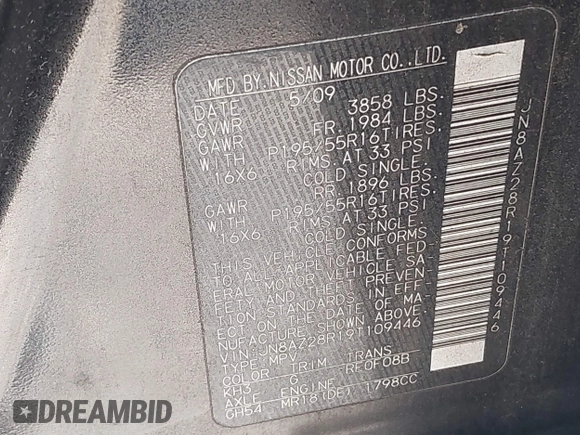 MFD.BY.NISSAN MOTOR CO.,LTD.
DATE 5/09
GVWR 3858 LBS.
GAWR FR. 1984 LBS.
WITH P195/55R16TIRES.
16X6. RIMS.AT 33 PSI
COLD SINGLE.
GAWR RR. 1896 LBS.
WITH P195/55R16TIRES.
16X6. RIMS.AT 33 PSI
COLD SINGLE.
THIS VEHICLE CONFORMS
TO ALL APPLICABLE FED-
ERAL MOTOR VEHICLE SA-
FETY AND THEFT PREVEN-
TION STANDARDS IN EFF-
ECT ON THE DATE OF MA-
NUFACTURE SHOWN ABOVE.
VIN:JN8AZ28R19T109446
TYPE:MPV
COLOR TRIM TRANS
KH3 G RE0F08B
AXLE ENGINE
GH54 MR18(DE) 1798CC
JN8AZ28R19T109446
DREAMBID